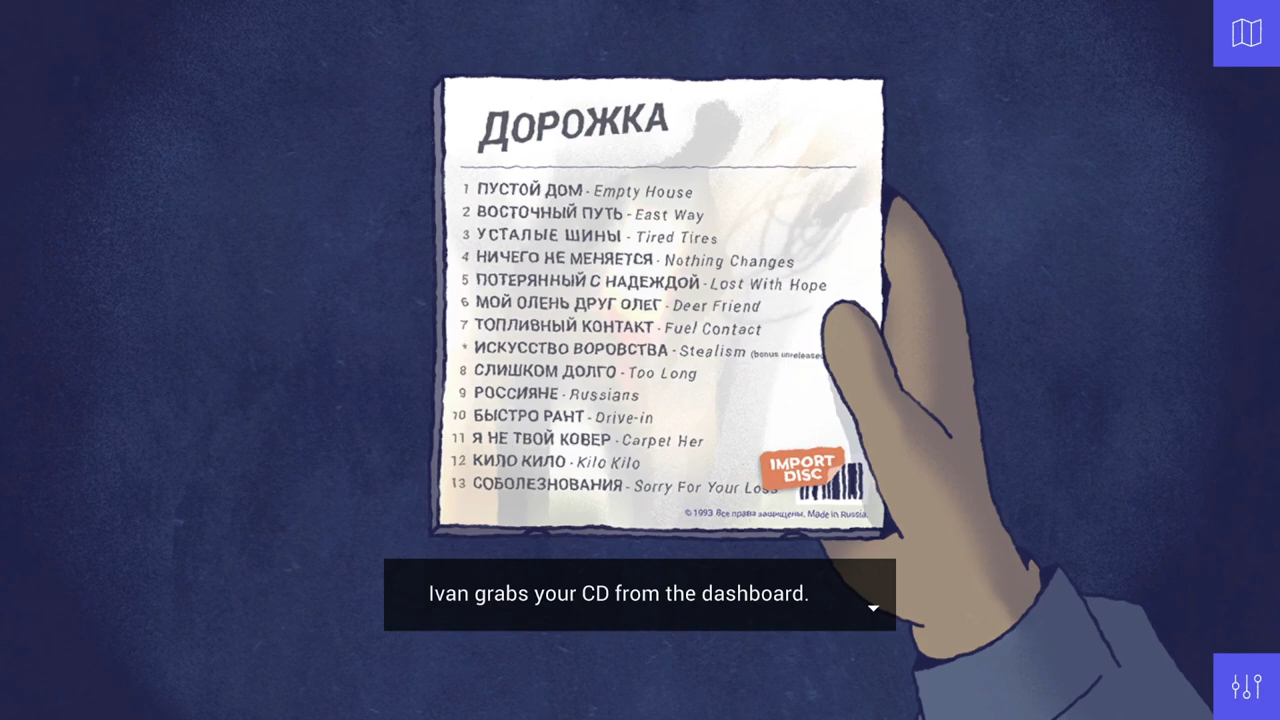 ДОРОЖКА
1 ПУСТОЙ ДОМ - Empty House
2 ВОСТОЧНЫЙ ПУТЬ - East Way
3 УСТАЛЫЕ ШИНЫ - Tired Tires
4 НИЧЕГО НЕ МЕНЯЕТСЯ - Nothing Changes
5 ПОТЕРЯННЫЙ С НАДЕЖДОЙ - Lost With Hope
6 МОЙ ОЛЕНЬ ДРУГ ОЛЕГ - Deer Friend
7 ТОПЛИВНЫЙ КОНТАКТ - Fuel Contact
* ИСКУССТВО ВОРОВСТВА - Stealism (bonus unreleased
8 СЛИШКОМ ДОЛГО - Too Long
9 РОССИЯНЕ - Russians
10 БЫСТРО РАНТ - Drive-in
11 Я НЕ ТВОЙ КОВЕР - Carpet Her
12 КИЛО КИЛО - Kilo Kilo
13 СОБОЛЕЗНОВАНИЯ - Sorry For Your Loss
IMPORT
DISC
© 1993 Все права защищены. Made in Russia.
Ivan grabs your CD from the dashboard.